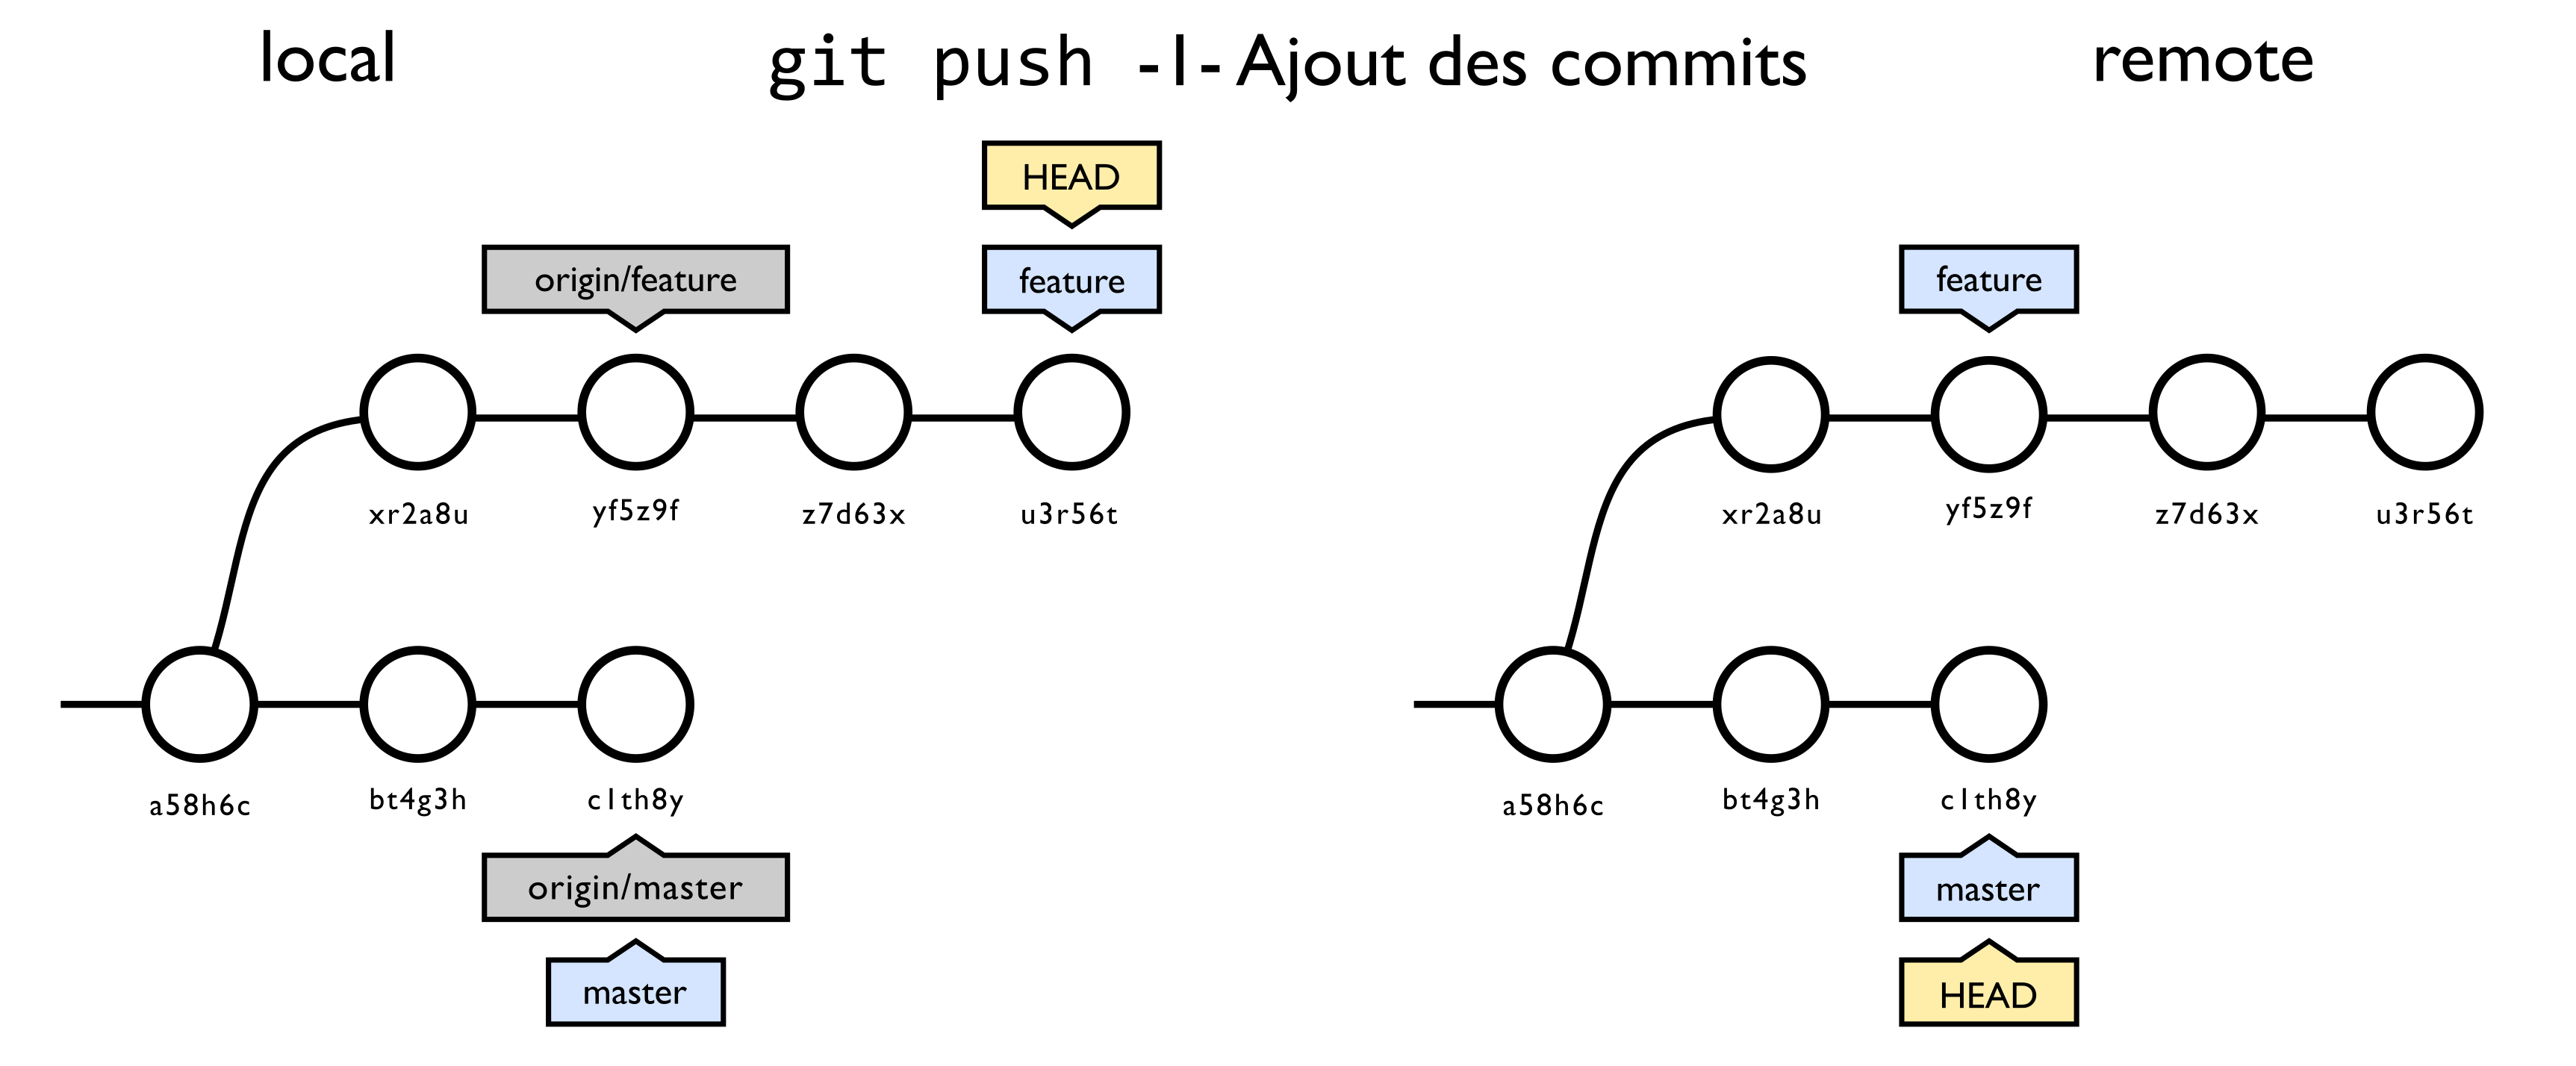 local
git push -1- Ajout des commits
remote
HEAD
origin/feature
feature
feature
xr2a8u
yf5z9f
z7d63x
u3r56t
xr2a8u
yf5z9f
z7d63x
u3r56t
a58h6c
bt4g3h
c1th8y
a58h6c
bt4g3h
c1th8y
origin/master
master
master
HEAD